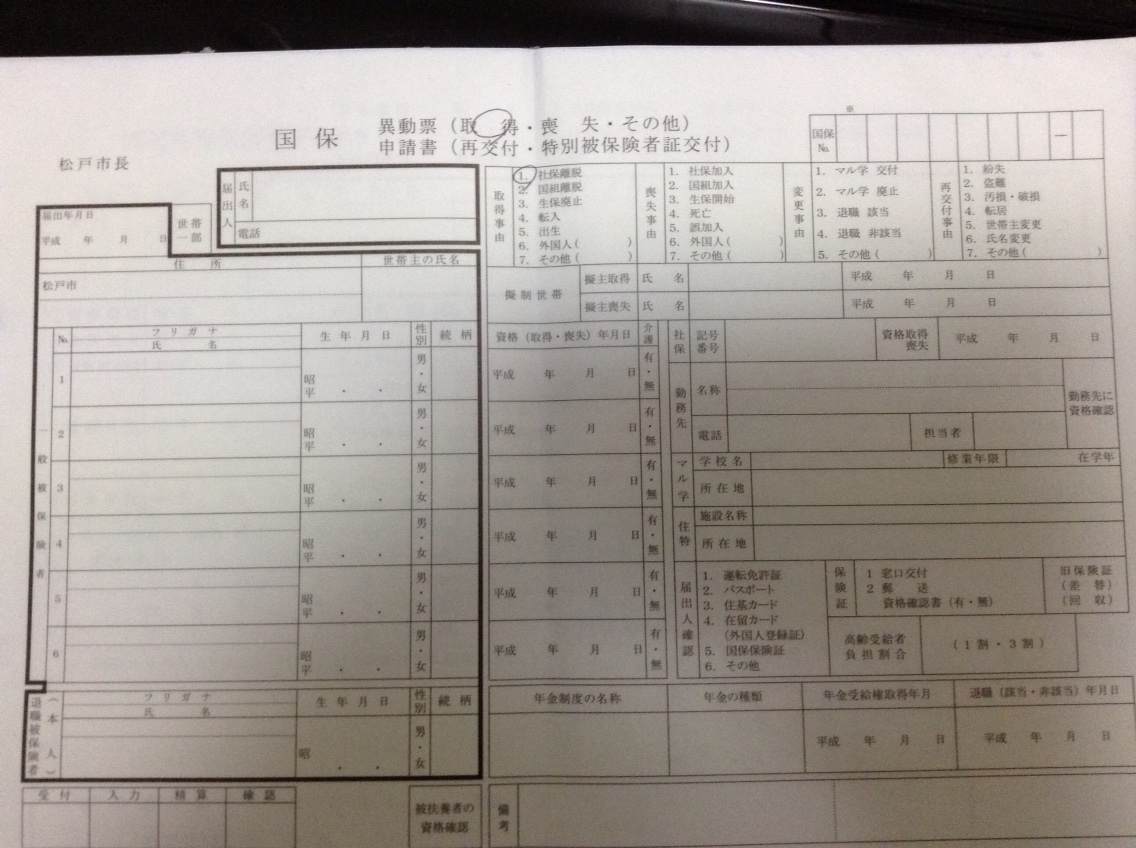 ※
国保 異動票（取得・喪失・その他）
申請書（再交付・特別被保険者証交付）
国保No. －
松戸市長
届出人 氏名
電話
届出年月日
平成 年 月 日
世帯 一部
取得事由
1. 社保離脱
2. 国組離脱
3. 生保廃止
4. 転入
5. 出生
6. 外国人（ ）
7. その他（ ）
喪失事由
1. 社保加入
2. 国組加入
3. 生保開始
4. 死亡
5. 誤加入
6. 外国人（ ）
7. その他（ ）
変更事由
1. マル学 交付
2. マル学 廃止
3. 退職 該当
4. 退職 非該当
5. その他（ ）
再交付事由
1. 紛失
2. 盗難
3. 汚損・破損
4. 転居
5. 世帯主変更
6. 氏名変更
7. その他（ ）
住所 世帯主の氏名
松戸市
擬制世帯
擬主取得 氏名 平成 年 月 日
擬主喪失 氏名 平成 年 月 日
一般被保険者
No. フリガナ 氏名 生年月日 性別 続柄 資格（取得・喪失）年月日 介護
1 昭平 ． ． 男・女 平成 年 月 日 有・無
2 昭平 ． ． 男・女 平成 年 月 日 有・無
3 昭平 ． ． 男・女 平成 年 月 日 有・無
4 昭平 ． ． 男・女 平成 年 月 日 有・無
5 昭平 ． ． 男・女 平成 年 月 日 有・無
6 昭平 ． ． 男・女 平成 年 月 日 有・無
社保 記号番号 資格取得喪失 平成 年 月 日
勤務先 名称 勤務先に資格確認
電話 担当者
マル学 学校名 修業年限 在学年
所在地
住特 施設名称
所在地
届出人確認
1. 運転免許証
2. パスポート
3. 住基カード
4. 在留カード
（外国人登録証）
5. 国保保険証
6. その他
保険証
1 窓口交付
2 郵送
資格確認書（有・無）
旧保険証
（差替）
（回収）
高齢受給者負担割合 （1割・3割）
退職被保険者（本人）
フリガナ 氏名 生年月日 性別 続柄
昭 ． ． 男・女
年金制度の名称 年金の種類 年金受給権取得年月 退職（該当・非該当）年月日
平成 年 月 日 平成 年 月 日
受付 入力 精算 確認
被扶養者の資格確認
備考